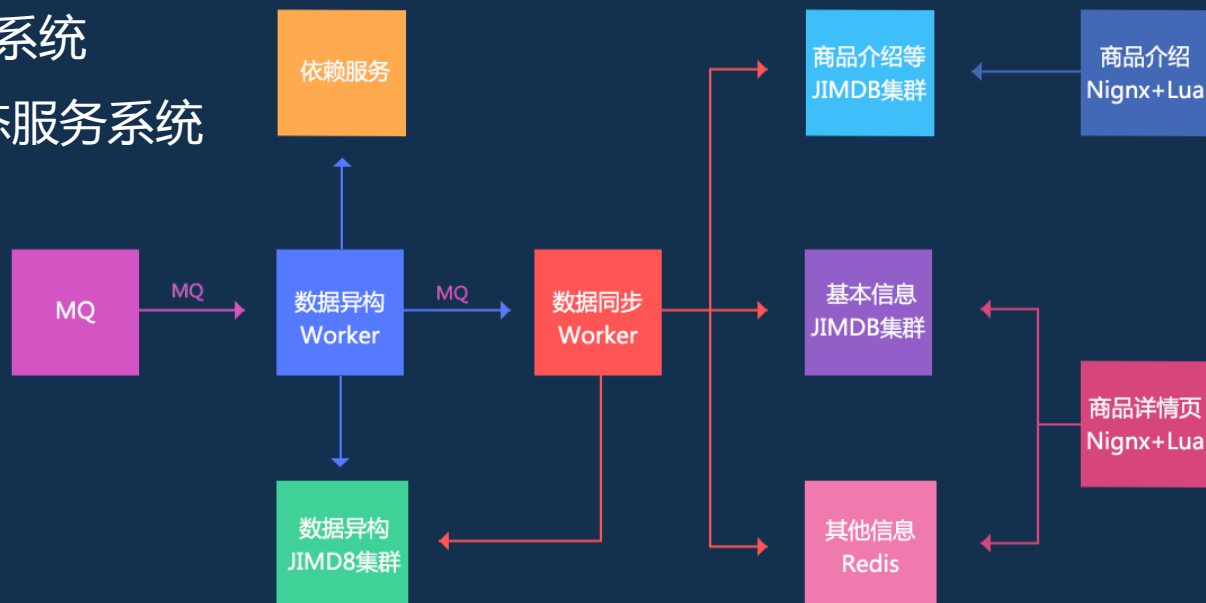 系统
态服务系统
依赖服务
商品介绍等
JIMDB集群
商品介绍
Nignx+Lua
MQ
MQ
数据异构
Worker
MQ
数据同步
Worker
基本信息
JIMDB集群
商品详情页
Nignx+Lua
数据异构
JIMD8集群
其他信息
Redis